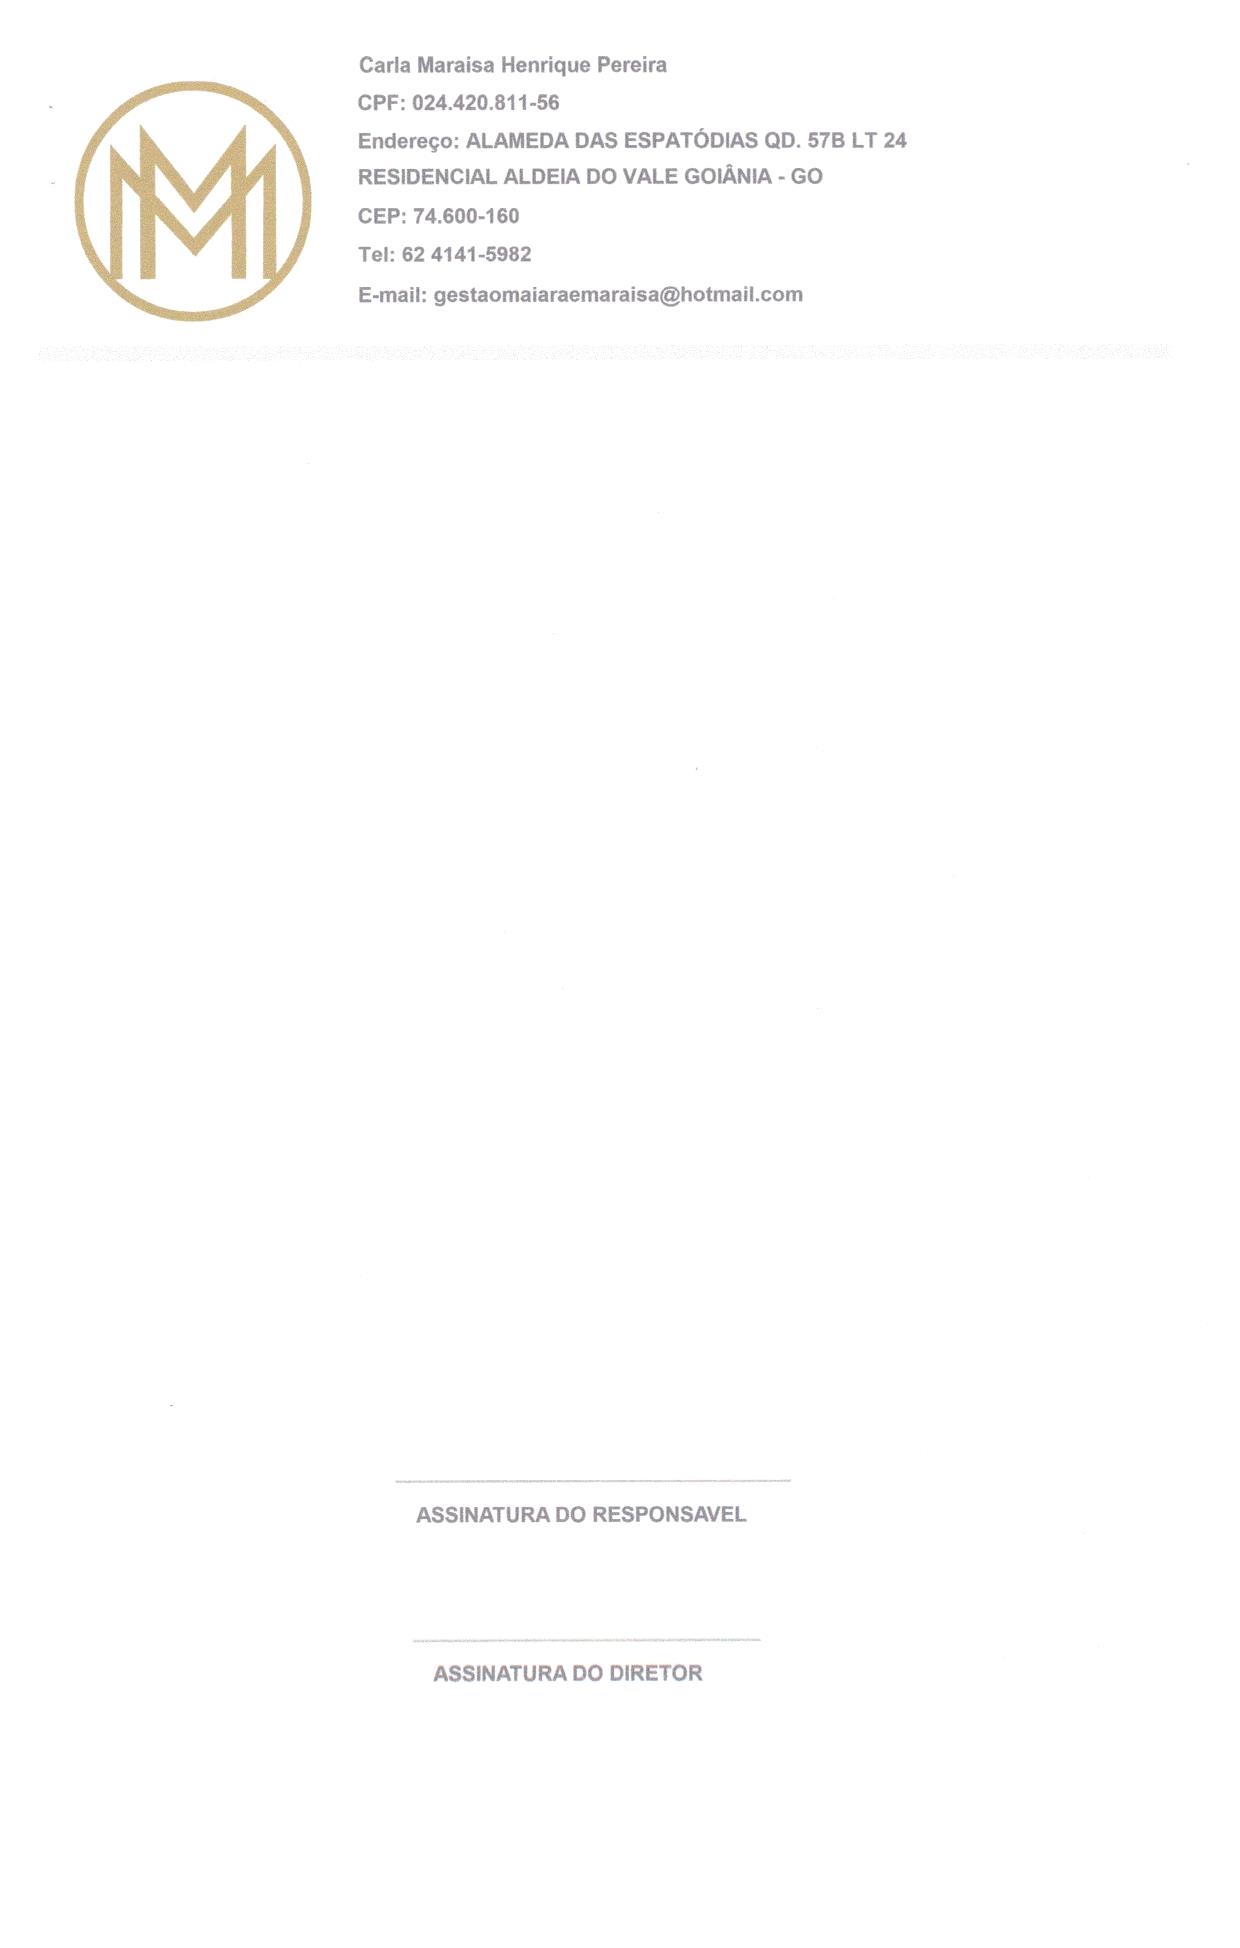 Carla Maraisa Henrique Pereira
CPF: 024.420.811-56
Endereço: ALAMEDA DAS ESPATÓDIAS QD. 57B LT 24
RESIDENCIAL ALDEIA DO VALE GOIÂNIA - GO
CEP: 74.600-160
Tel: 62 4141-5982
E-mail: gestaomaiaraemaraisa@hotmail.com
MM
ASSINATURA DO RESPONSAVEL
ASSINATURA DO DIRETOR